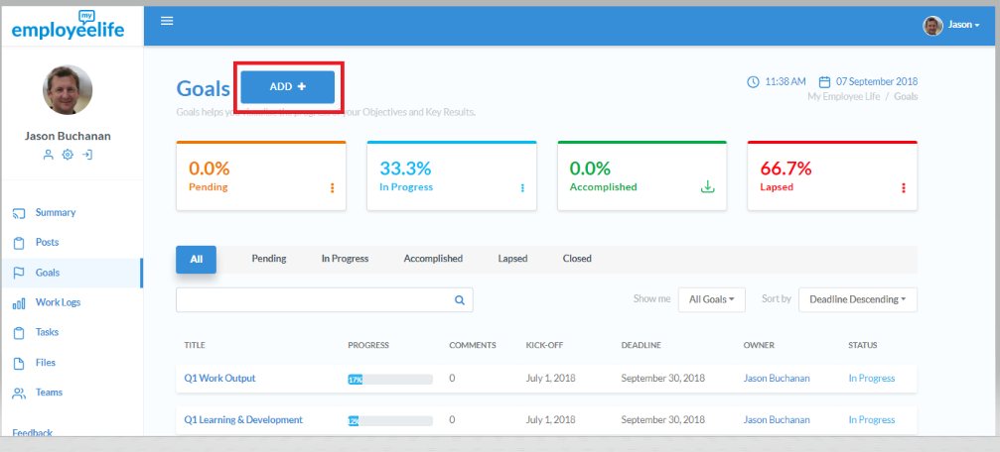 my
employeelife
Jason
Jason Buchanan
Summary
Posts
Goals
Work Logs
Tasks
Files
Teams
Feedback
Goals
ADD +
11:38 AM
07 September 2018
My Employee Life / Goals
Goals helps you the progress your Objectives and Key Results.
0.0%
Pending
33.3%
In Progress
0.0%
Accomplished
66.7%
Lapsed
All
Pending
In Progress
Accomplished
Lapsed
Closed
Show me
All Goals
Sort by
Deadline Descending
TITLE PROGRESS COMMENTS KICK-OFF DEADLINE OWNER STATUS
Q1 Work Output 17% 0 July 1, 2018 September 30, 2018 Jason Buchanan In Progress
Q1 Learning & Development 12% 0 July 1, 2018 September 30, 2018 Jason Buchanan In Progress